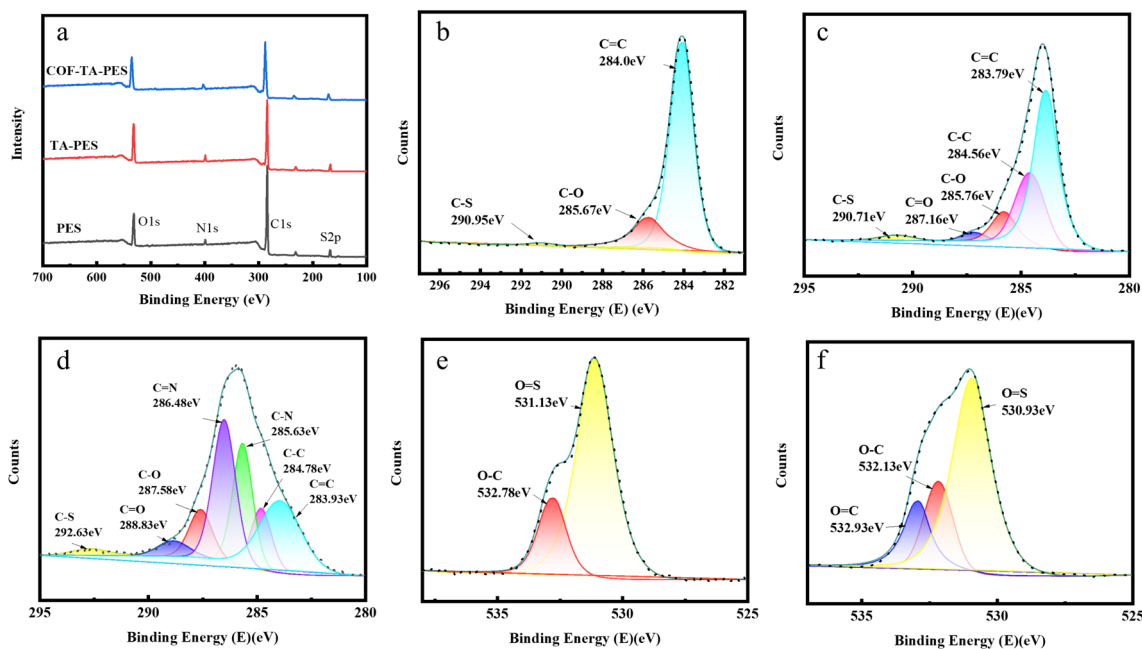 a
COF-TA-PES
TA-PES
PES
O1s
N1s
C1s
S2p
Intensity
700
600
500
400
300
200
100
Binding Energy (eV)
b
C=C
284.0eV
C-O
285.67eV
C-S
290.95eV
Counts
296
294
292
290
288
286
284
282
Binding Energy (E) (eV)
c
C=C
283.79eV
C-C
284.56eV
C-O
285.76eV
C=O
287.16eV
C-S
290.71eV
Counts
295
290
285
280
Binding Energy (E)(eV)
d
C=N
286.48eV
C-N
285.63eV
C-C
284.78eV
C=C
283.93eV
C-O
287.58eV
C=O
288.83eV
C-S
292.63eV
Counts
295
290
285
280
Binding Energy (E)(eV)
e
O=S
531.13eV
O-C
532.78eV
Counts
535
530
525
Binding Energy (E)(eV)
f
O=S
530.93eV
O-C
532.13eV
O=C
532.93eV
Counts
535
530
525
Binding Energy (E)(eV)